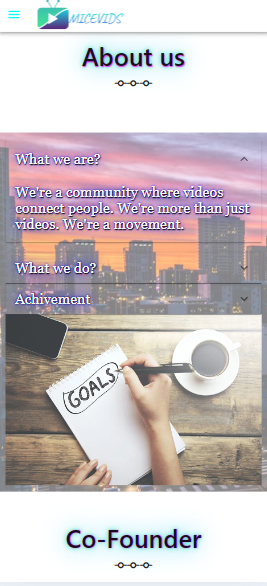 MICEVIDS
About us
What we are?
We're a community where videos
connect people. We're more than just
videos. We're a movement.
What we do?
Achivement
GOALS
Co-Founder